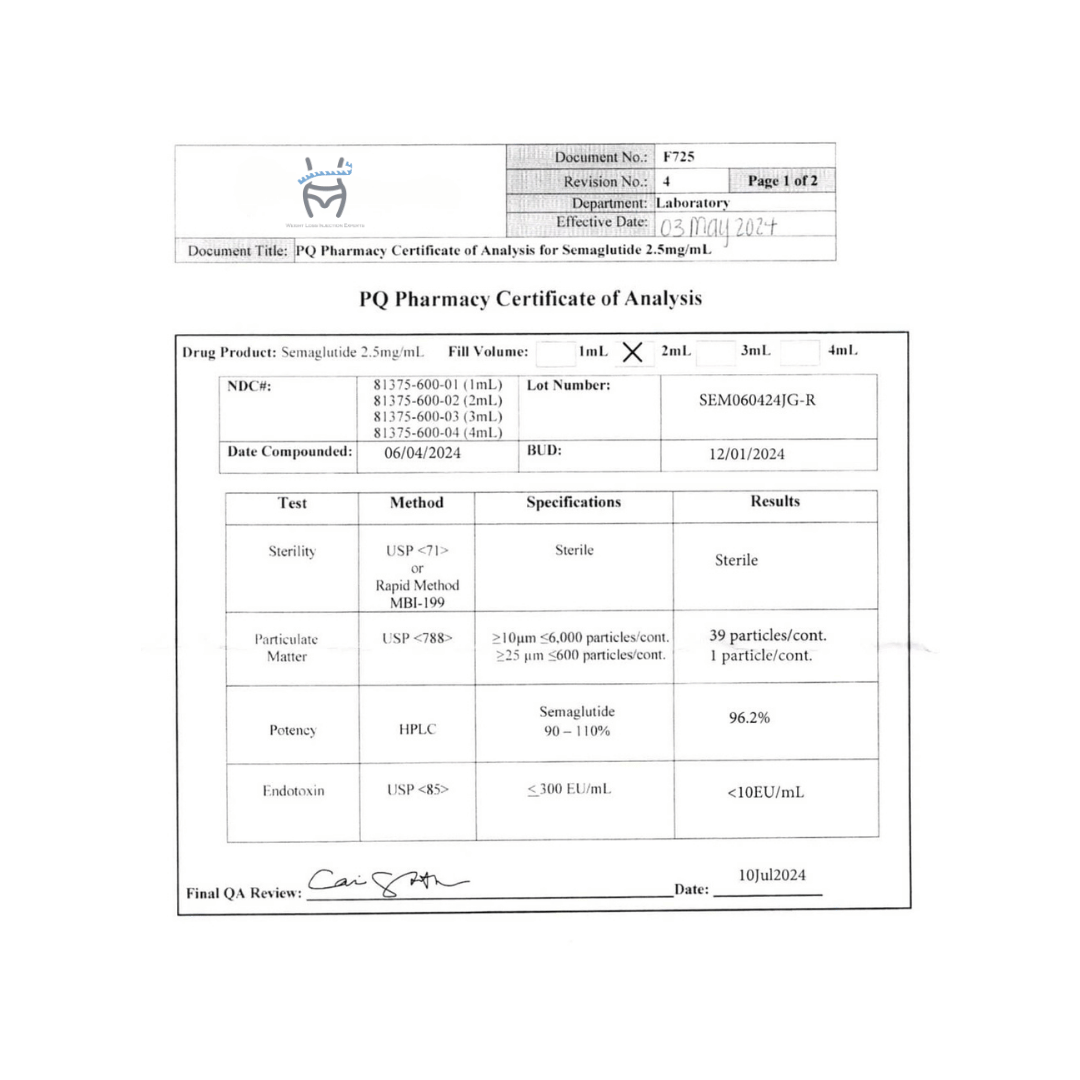 WEIGHT LOSS INJECTION EXPERTS
Document No.: F725
Revision No.: 4 Page 1 of 2
Department: Laboratory
Effective Date: 03 May 2024
Document Title: PQ Pharmacy Certificate of Analysis for Semaglutide 2.5mg/mL
PQ Pharmacy Certificate of Analysis
Drug Product: Semaglutide 2.5mg/mL Fill Volume: 1mL X 2mL 3mL 4mL
NDC#: 81375-600-01 (1mL) Lot Number: SEM060424JG-R
81375-600-02 (2mL)
81375-600-03 (3mL)
81375-600-04 (4mL)
Date Compounded: 06/04/2024 BUD: 12/01/2024
Test Method Specifications Results
Sterility USP <71> Sterile Sterile
or
Rapid Method
MBI-199
Particulate USP <788> ≥10µm ≤6,000 particles/cont. 39 particles/cont.
Matter ≥25 µm ≤600 particles/cont. 1 particle/cont.
Semaglutide 96.2%
Potency HPLC 90 – 110%
Endotoxin USP <85> ≤300 EU/mL <10EU/mL
Final QA Review: Date: 10Jul2024